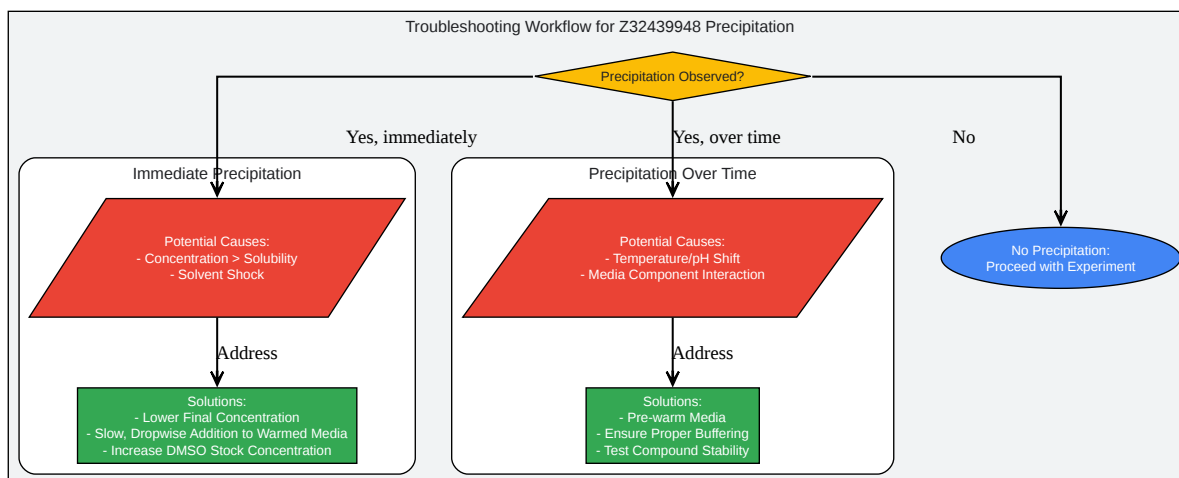 Troubleshooting Workflow for Z32439948 Precipitation
Precipitation Observed?
Yes, immediately
Yes, over time
No
Immediate Precipitation
Potential Causes:
- Concentration > Solubility
- Solvent Shock
Address
Solutions:
- Lower Final Concentration
- Slow, Dropwise Addition to Warmed Media
- Increase DMSO Stock Concentration
Precipitation Over Time
Potential Causes:
- Temperature/pH Shift
- Media Component Interaction
Address
Solutions:
- Pre-warm Media
- Ensure Proper Buffering
- Test Compound Stability
No Precipitation:
Proceed with Experiment